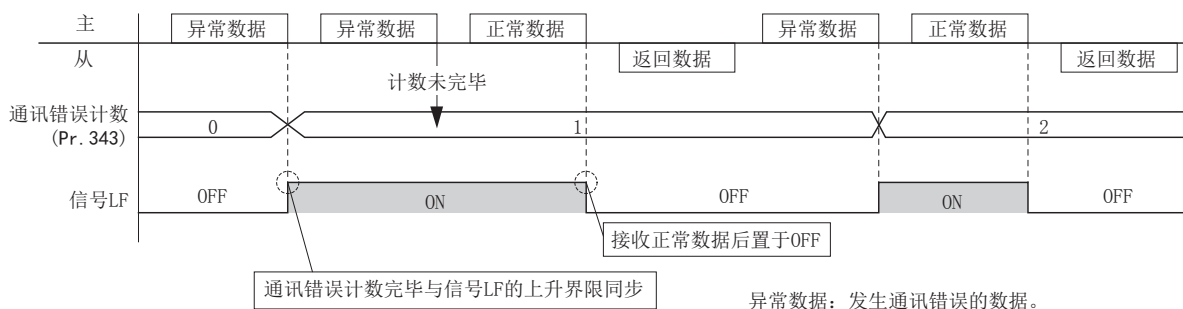 主 异常数据 异常数据 正常数据 异常数据 正常数据
从 返回数据 返回数据
计数未完毕
通讯错误计数
(Pr.343)
0 1 2
信号LF OFF ON OFF ON OFF
接收正常数据后置于OFF
通讯错误计数完毕与信号LF的上升界限同步
异常数据：发生通讯错误的数据。